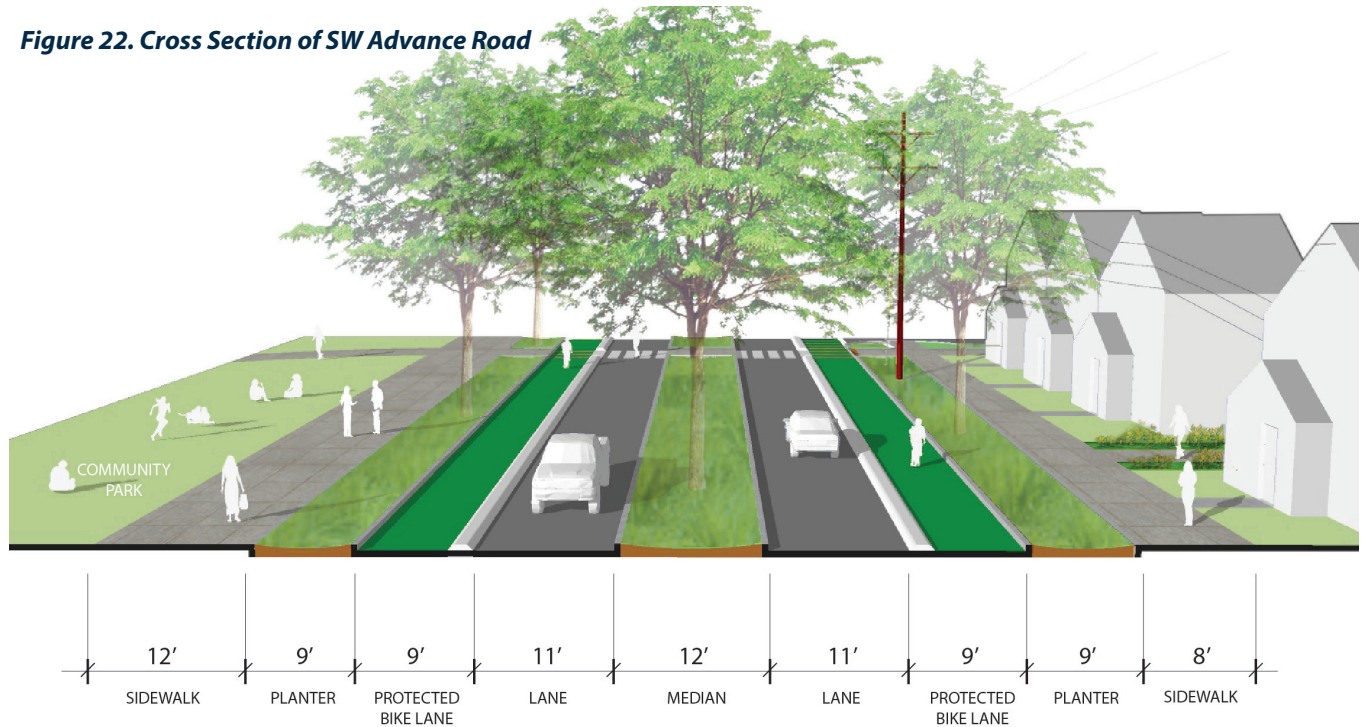 Figure 22. Cross Section of SW Advance Road
COMMUNITY
PARK
12’ 9’ 9’ 11’ 12’ 11’ 9’ 9’ 8’
SIDEWALK PLANTER PROTECTED LANE MEDIAN LANE PROTECTED PLANTER SIDEWALK
BIKE LANE BIKE LANE